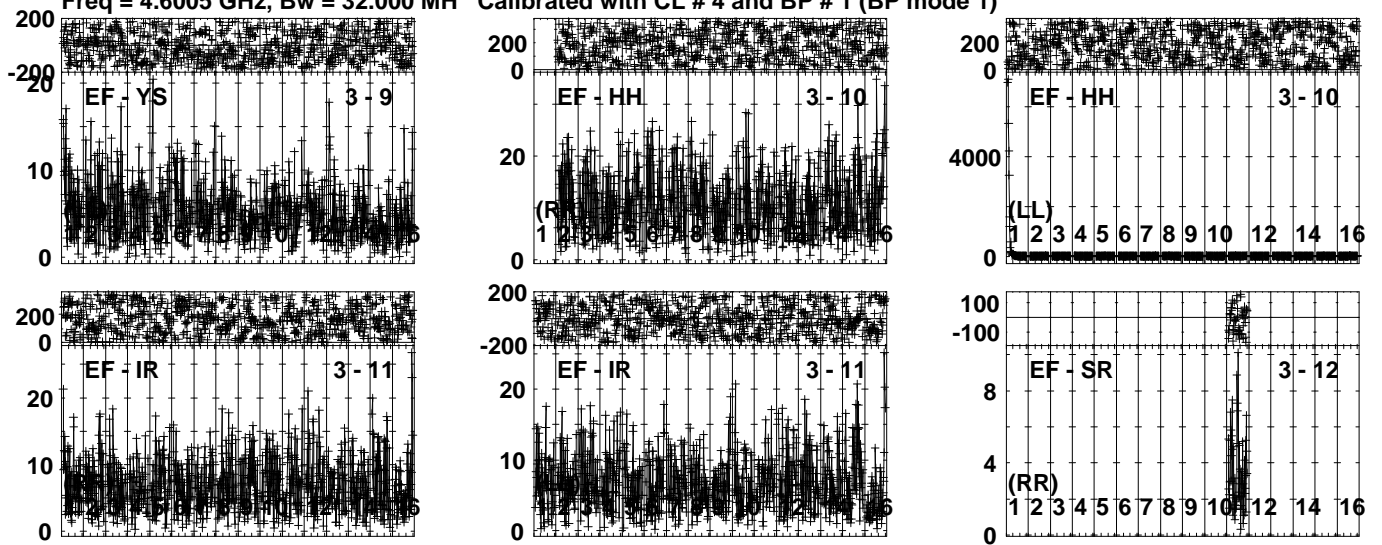 Freq = 4.6005 GHz, Bw = 32.000 MH Calibrated with CL # 4 and BP # 1 (BP mode 1)
200
-200
20
10
0
EF - YS 3 - 9
200
0
20
0
EF - HH 3 - 10
1
200
0
4000
0
EF - HH 3 - 10
(LL)
1 2 3 4 5 6 7 8 9 10 12 14 16
200
0
20
10
0
EF - IR 3 - 11
200
-200
20
10
0
EF - IR 3 - 11
100
-100
8
4
0
EF - SR 3 - 12
(RR)
1 2 3 4 5 6 7 8 9 10 12 14 16